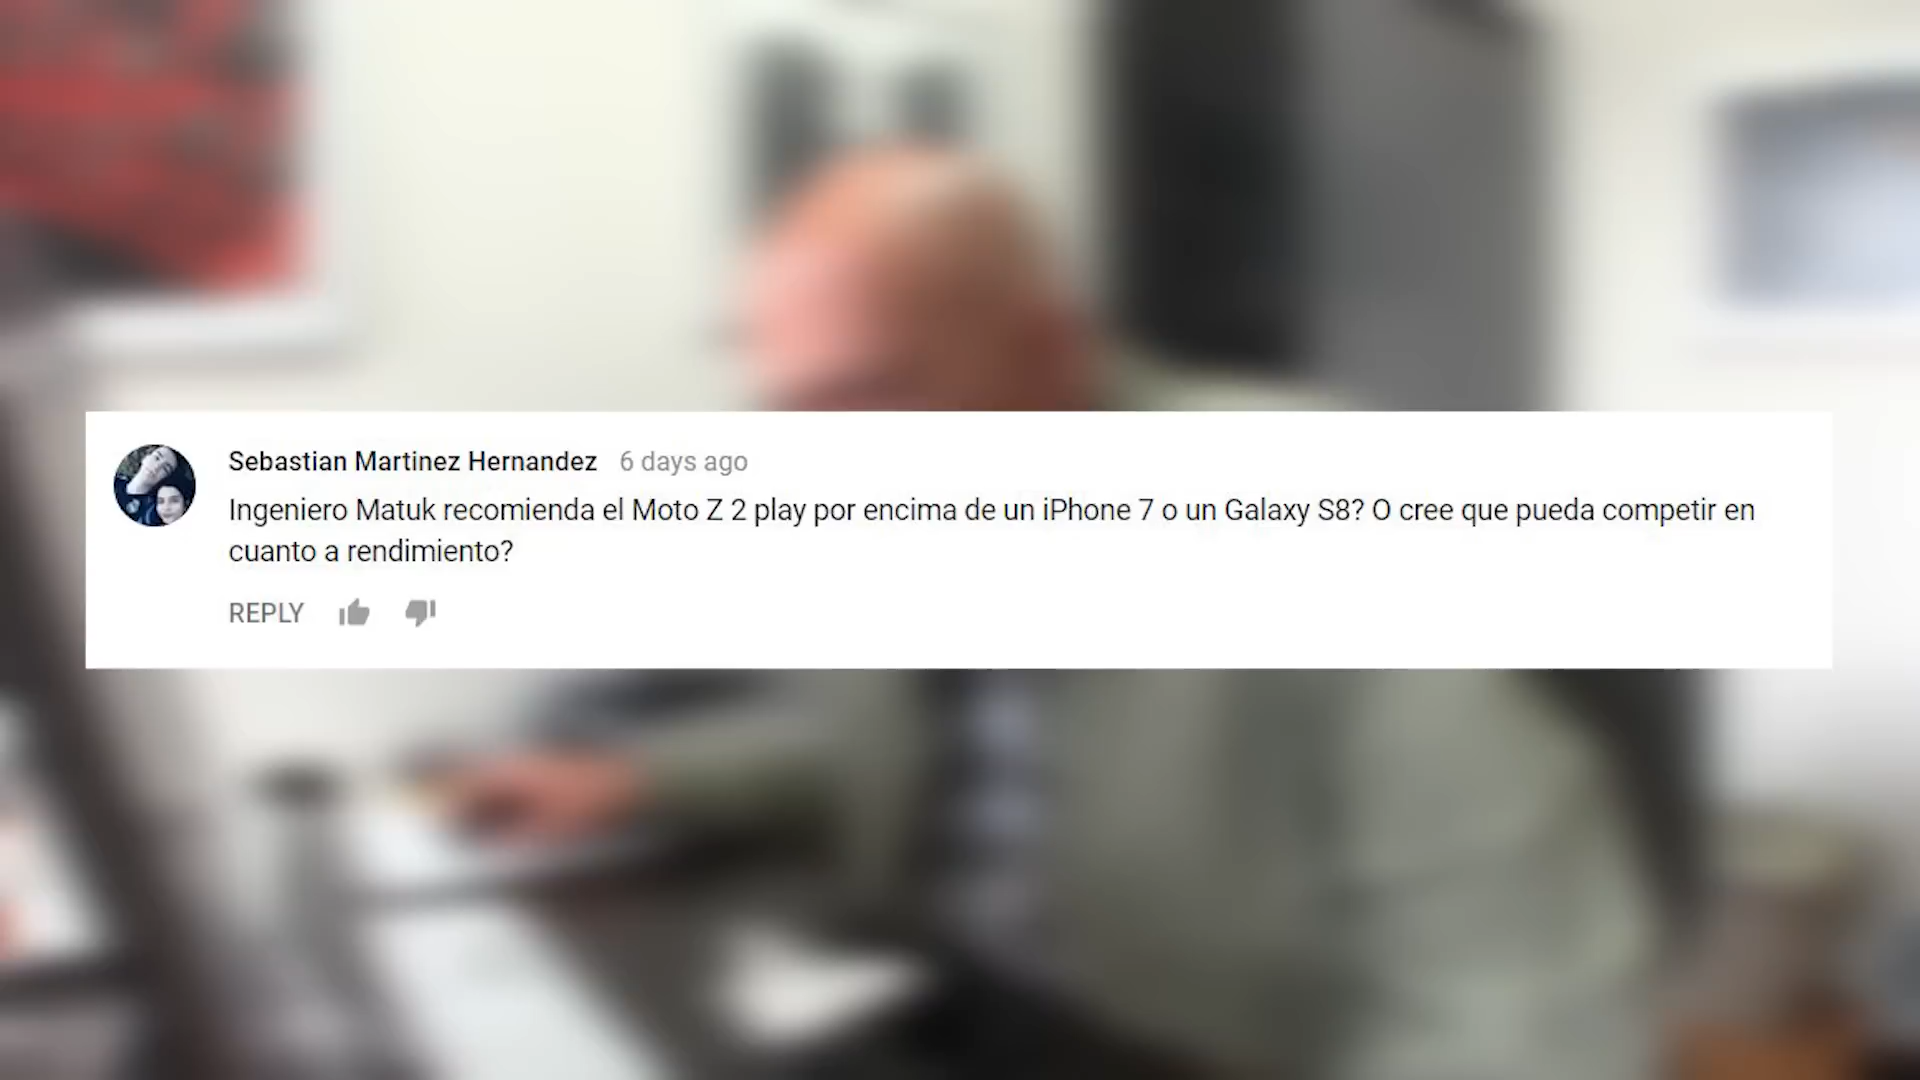 Sebastian Martinez Hernandez 6 days ago
Ingeniero Matuk recomienda el Moto Z 2 play por encima de un iPhone 7 o un Galaxy S8? O cree que pueda competir en
cuanto a rendimiento?
REPLY